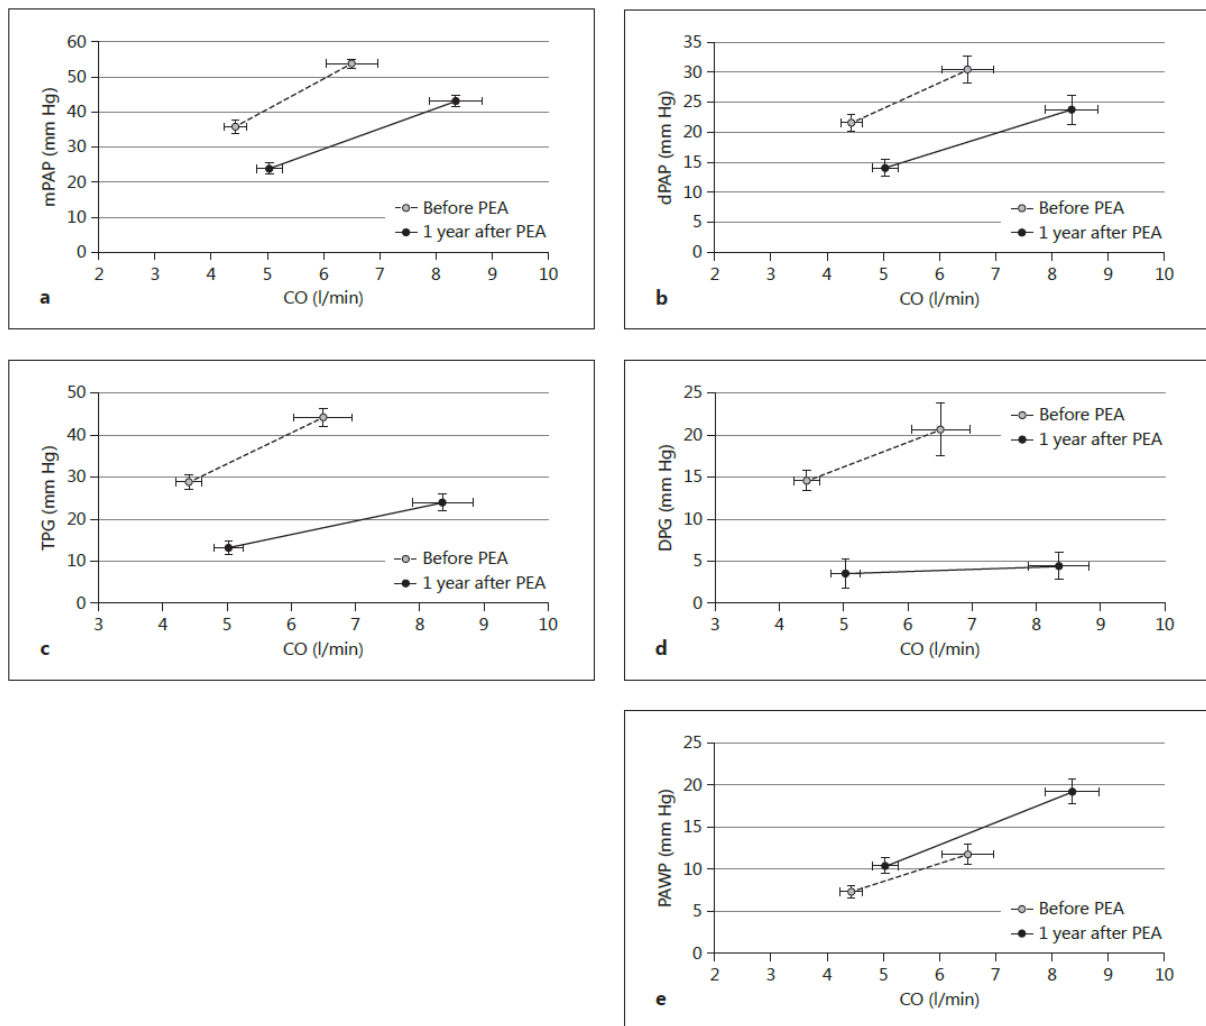 60
50
40
30
20
10
0
mPAP (mm Hg)
Before PEA
1 year after PEA
2 3 4 5 6 7 8 9 10
CO (l/min)
a
35
30
25
20
15
10
5
0
dPAP (mm Hg)
Before PEA
1 year after PEA
2 3 4 5 6 7 8 9 10
CO (l/min)
b
50
40
30
20
10
0
TPG (mm Hg)
Before PEA
1 year after PEA
3 4 5 6 7 8 9 10
CO (l/min)
c
25
20
15
10
5
0
DPG (mm Hg)
Before PEA
1 year after PEA
3 4 5 6 7 8 9 10
CO (l/min)
d
25
20
15
10
5
0
PAWP (mm Hg)
Before PEA
1 year after PEA
2 3 4 5 6 7 8 9 10
CO (l/min)
e